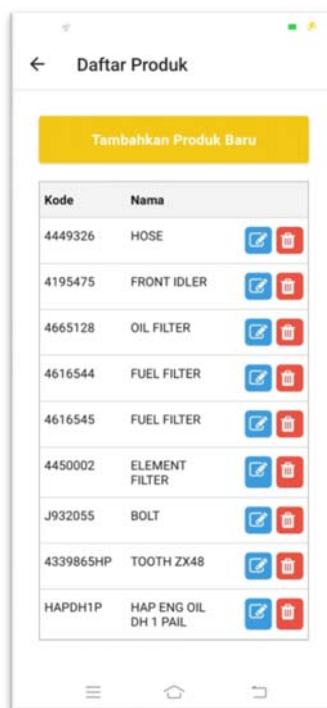 Daftar Produk
Tambahkan Produk Baru
Kode Nama
4449326 HOSE
4195475 FRONT IDLER
4665128 OIL FILTER
4616544 FUEL FILTER
4616545 FUEL FILTER
4450002 ELEMENT
FILTER
J932055 BOLT
4339865HP TOOTH ZX48
HAPDH1P HAP ENG OIL
DH 1 PAIL